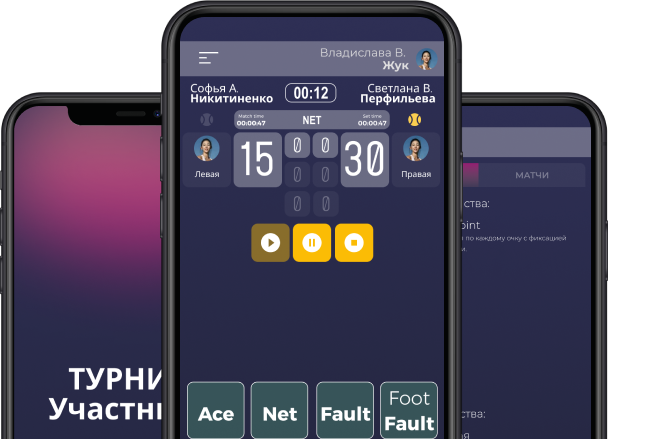 Владислава В.
Жук
Софья А.
Никитиненко
00:12
Светлана В.
Перфильева
Match time
00:00:47
NET
Set time
00:00:47
Левая
15
0 0
0 0
0 0
30
Правая
МАТЧИ
ства:
oint
по каждому очку с фиксацией
ТУРНИ
Участн
Ace
Net
Fault
Foot
Fault
ства: